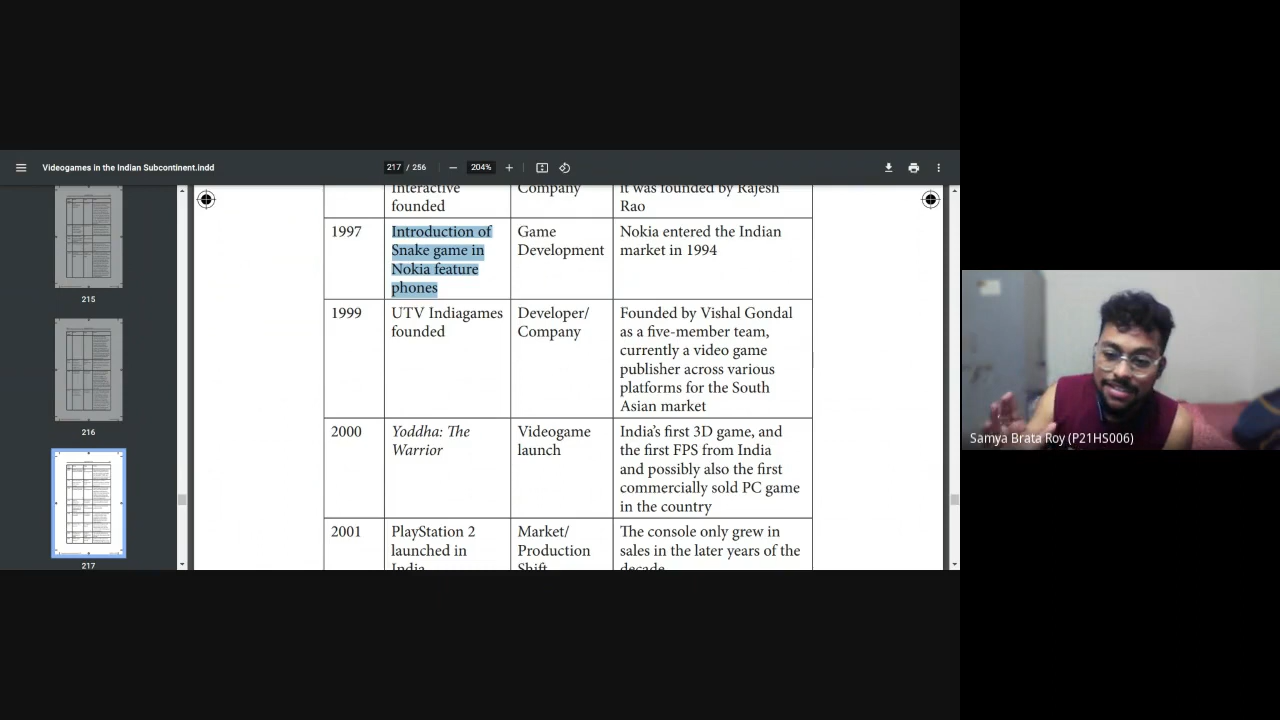 Videogames in the Indian Subcontinent.indd
217 / 256
204%
215
216
217
Interactive
founded
Company
it was founded by Rajesh
Rao
1997
Introduction of
Snake game in
Nokia feature
phones
Game
Development
Nokia entered the Indian
market in 1994
1999
UTV Indiagames
founded
Developer/
Company
Founded by Vishal Gondal
as a five-member team,
currently a video game
publisher across various
platforms for the South
Asian market
2000
Yoddha: The
Warrior
Videogame
launch
India’s first 3D game, and
the first FPS from India
and possibly also the first
commercially sold PC game
in the country
2001
PlayStation 2
launched in
India
Market/
Production
Shift
The console only grew in
sales in the later years of the
decade
Samya Brata Roy (P21HS006)